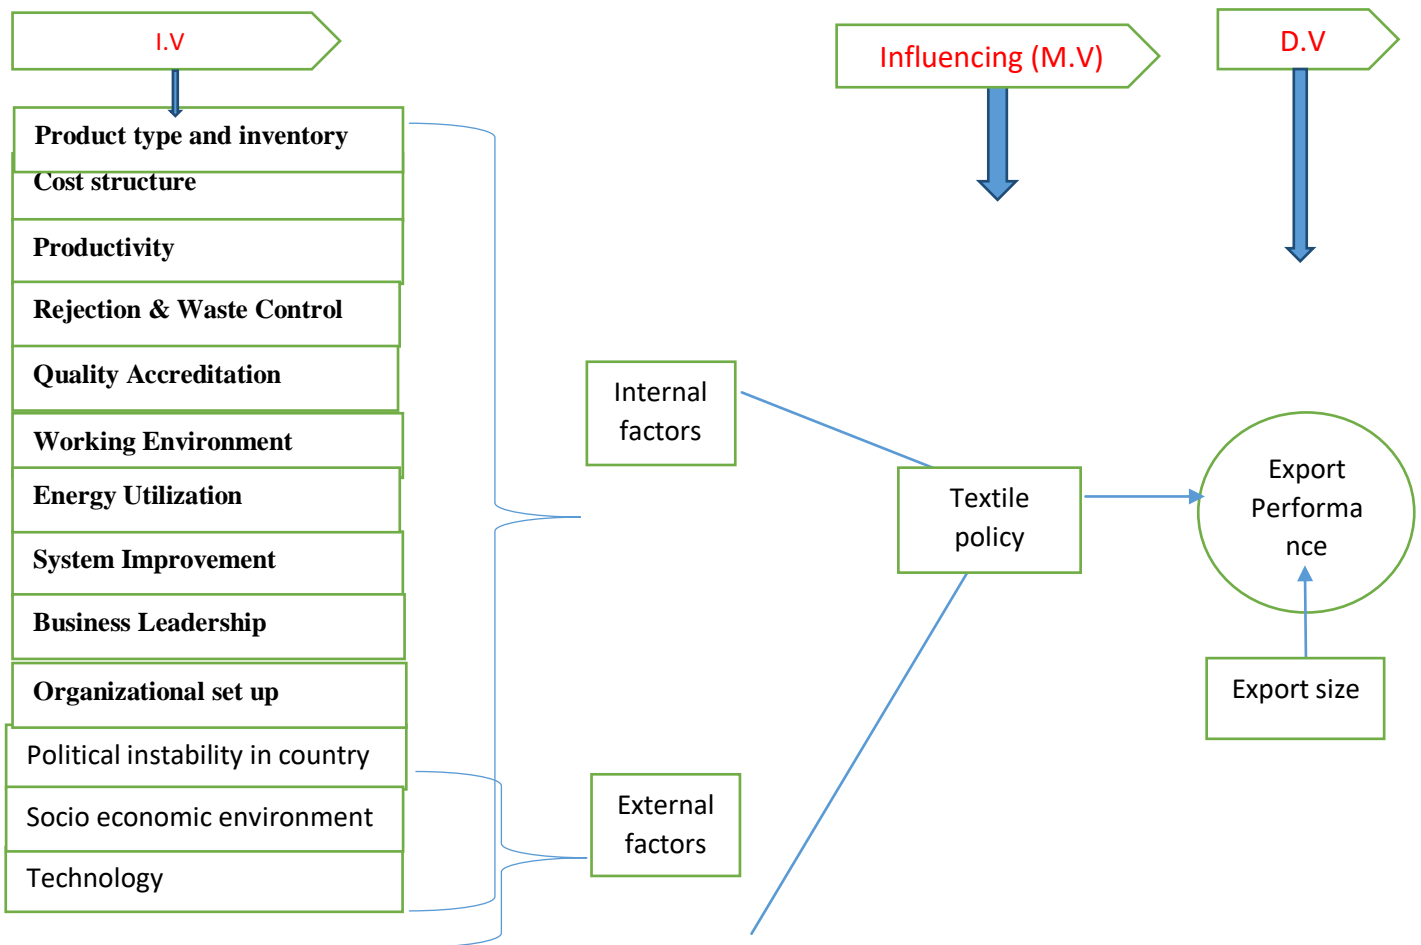 I.V
Influencing (M.V)
D.V
Product type and inventory
Cost structure
Productivity
Rejection & Waste Control
Quality Accreditation
Working Environment
Energy Utilization
System Improvement
Business Leadership
Organizational set up
Political instability in country
Socio economic environment
Technology
Internal
factors
External
factors
Textile
policy
Export
Performa
nce
Export size